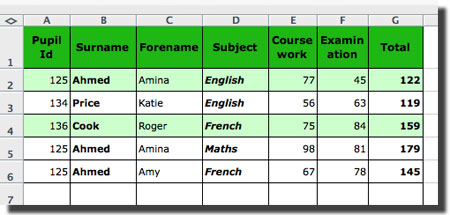 A B C D E F G
1 Pupil Id Surname Forename Subject Course work Examin ation Total
2 125 Ahmed Amina English 77 45 122
3 134 Price Katie English 56 63 119
4 136 Cook Roger French 75 84 159
5 125 Ahmed Amina Maths 98 81 179
6 125 Ahmed Amy French 67 78 145
7